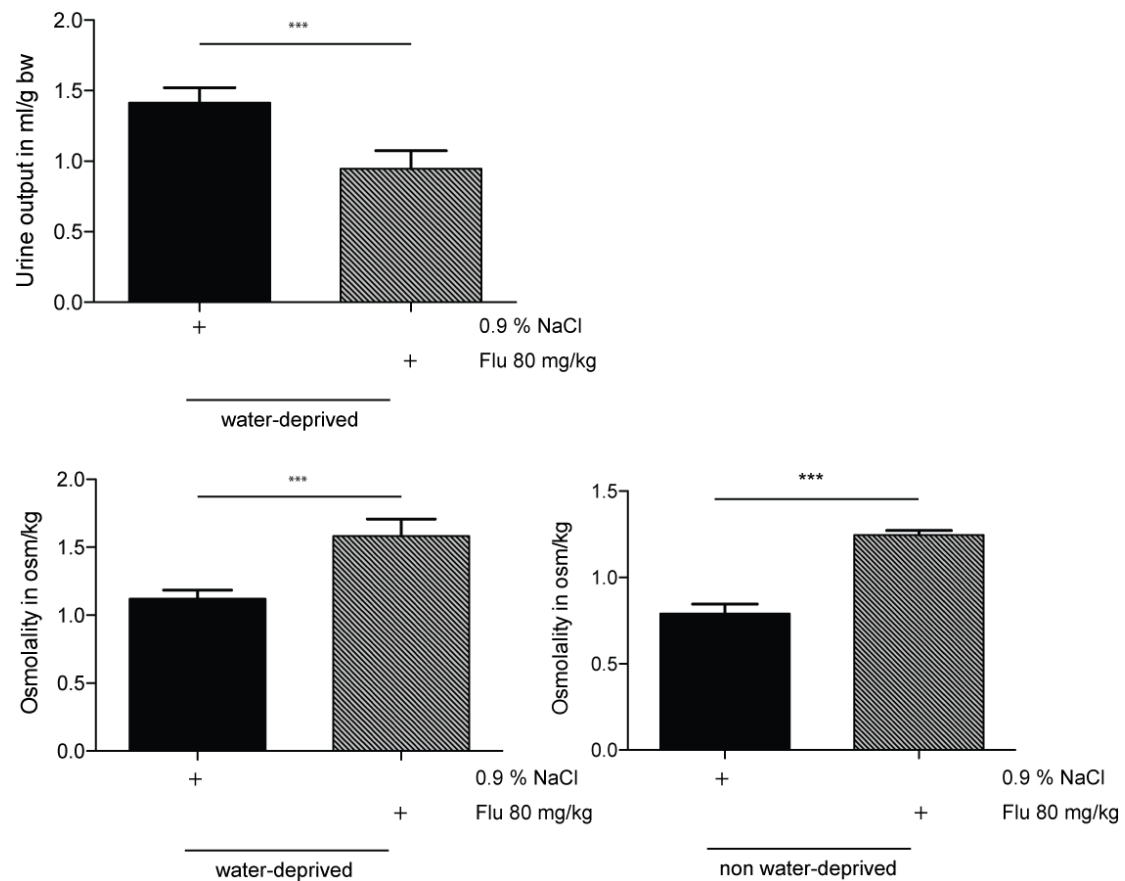 2.0
***
1.5
1.0
0.5
0.0
Urine output in ml/g bw
+ 0.9 % NaCl
+ Flu 80 mg/kg
water-deprived
2.0
***
1.5
1.0
0.5
0.0
Osmolality in osm/kg
+ 0.9 % NaCl
+ Flu 80 mg/kg
water-deprived
1.5
***
1.0
0.5
0.0
Osmolality in osm/kg
+ 0.9 % NaCl
+ Flu 80 mg/kg
non water-deprived